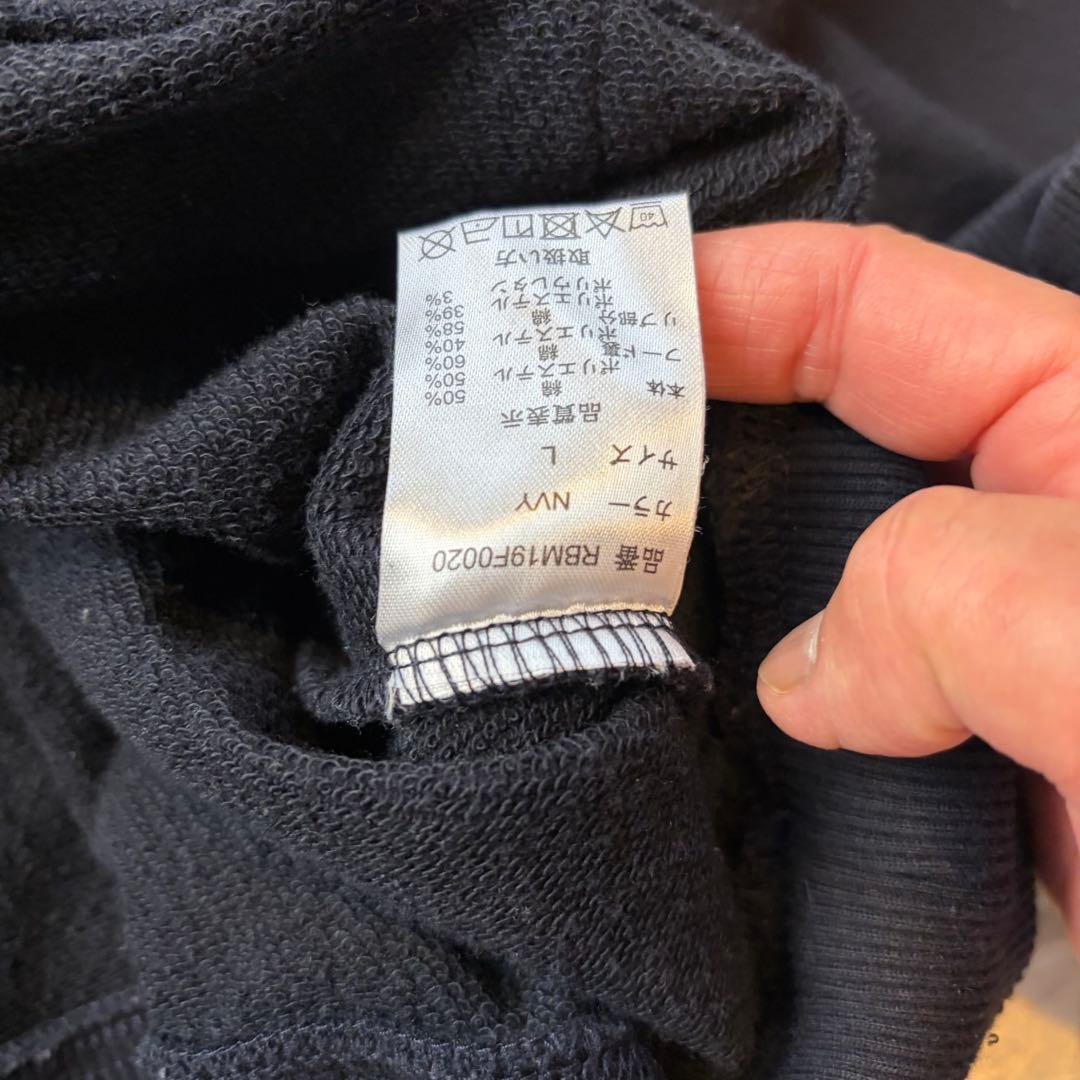 品番 RBM19F0020
カラー NVY
サイズ L
品質表示
本体 綿 50%
ポリエステル 50%
フード裏 綿 60%
ポリエステル 40%
リブ部分 綿 58%
ポリエステル 39%
ポリウレタン 3%
取扱い方
40